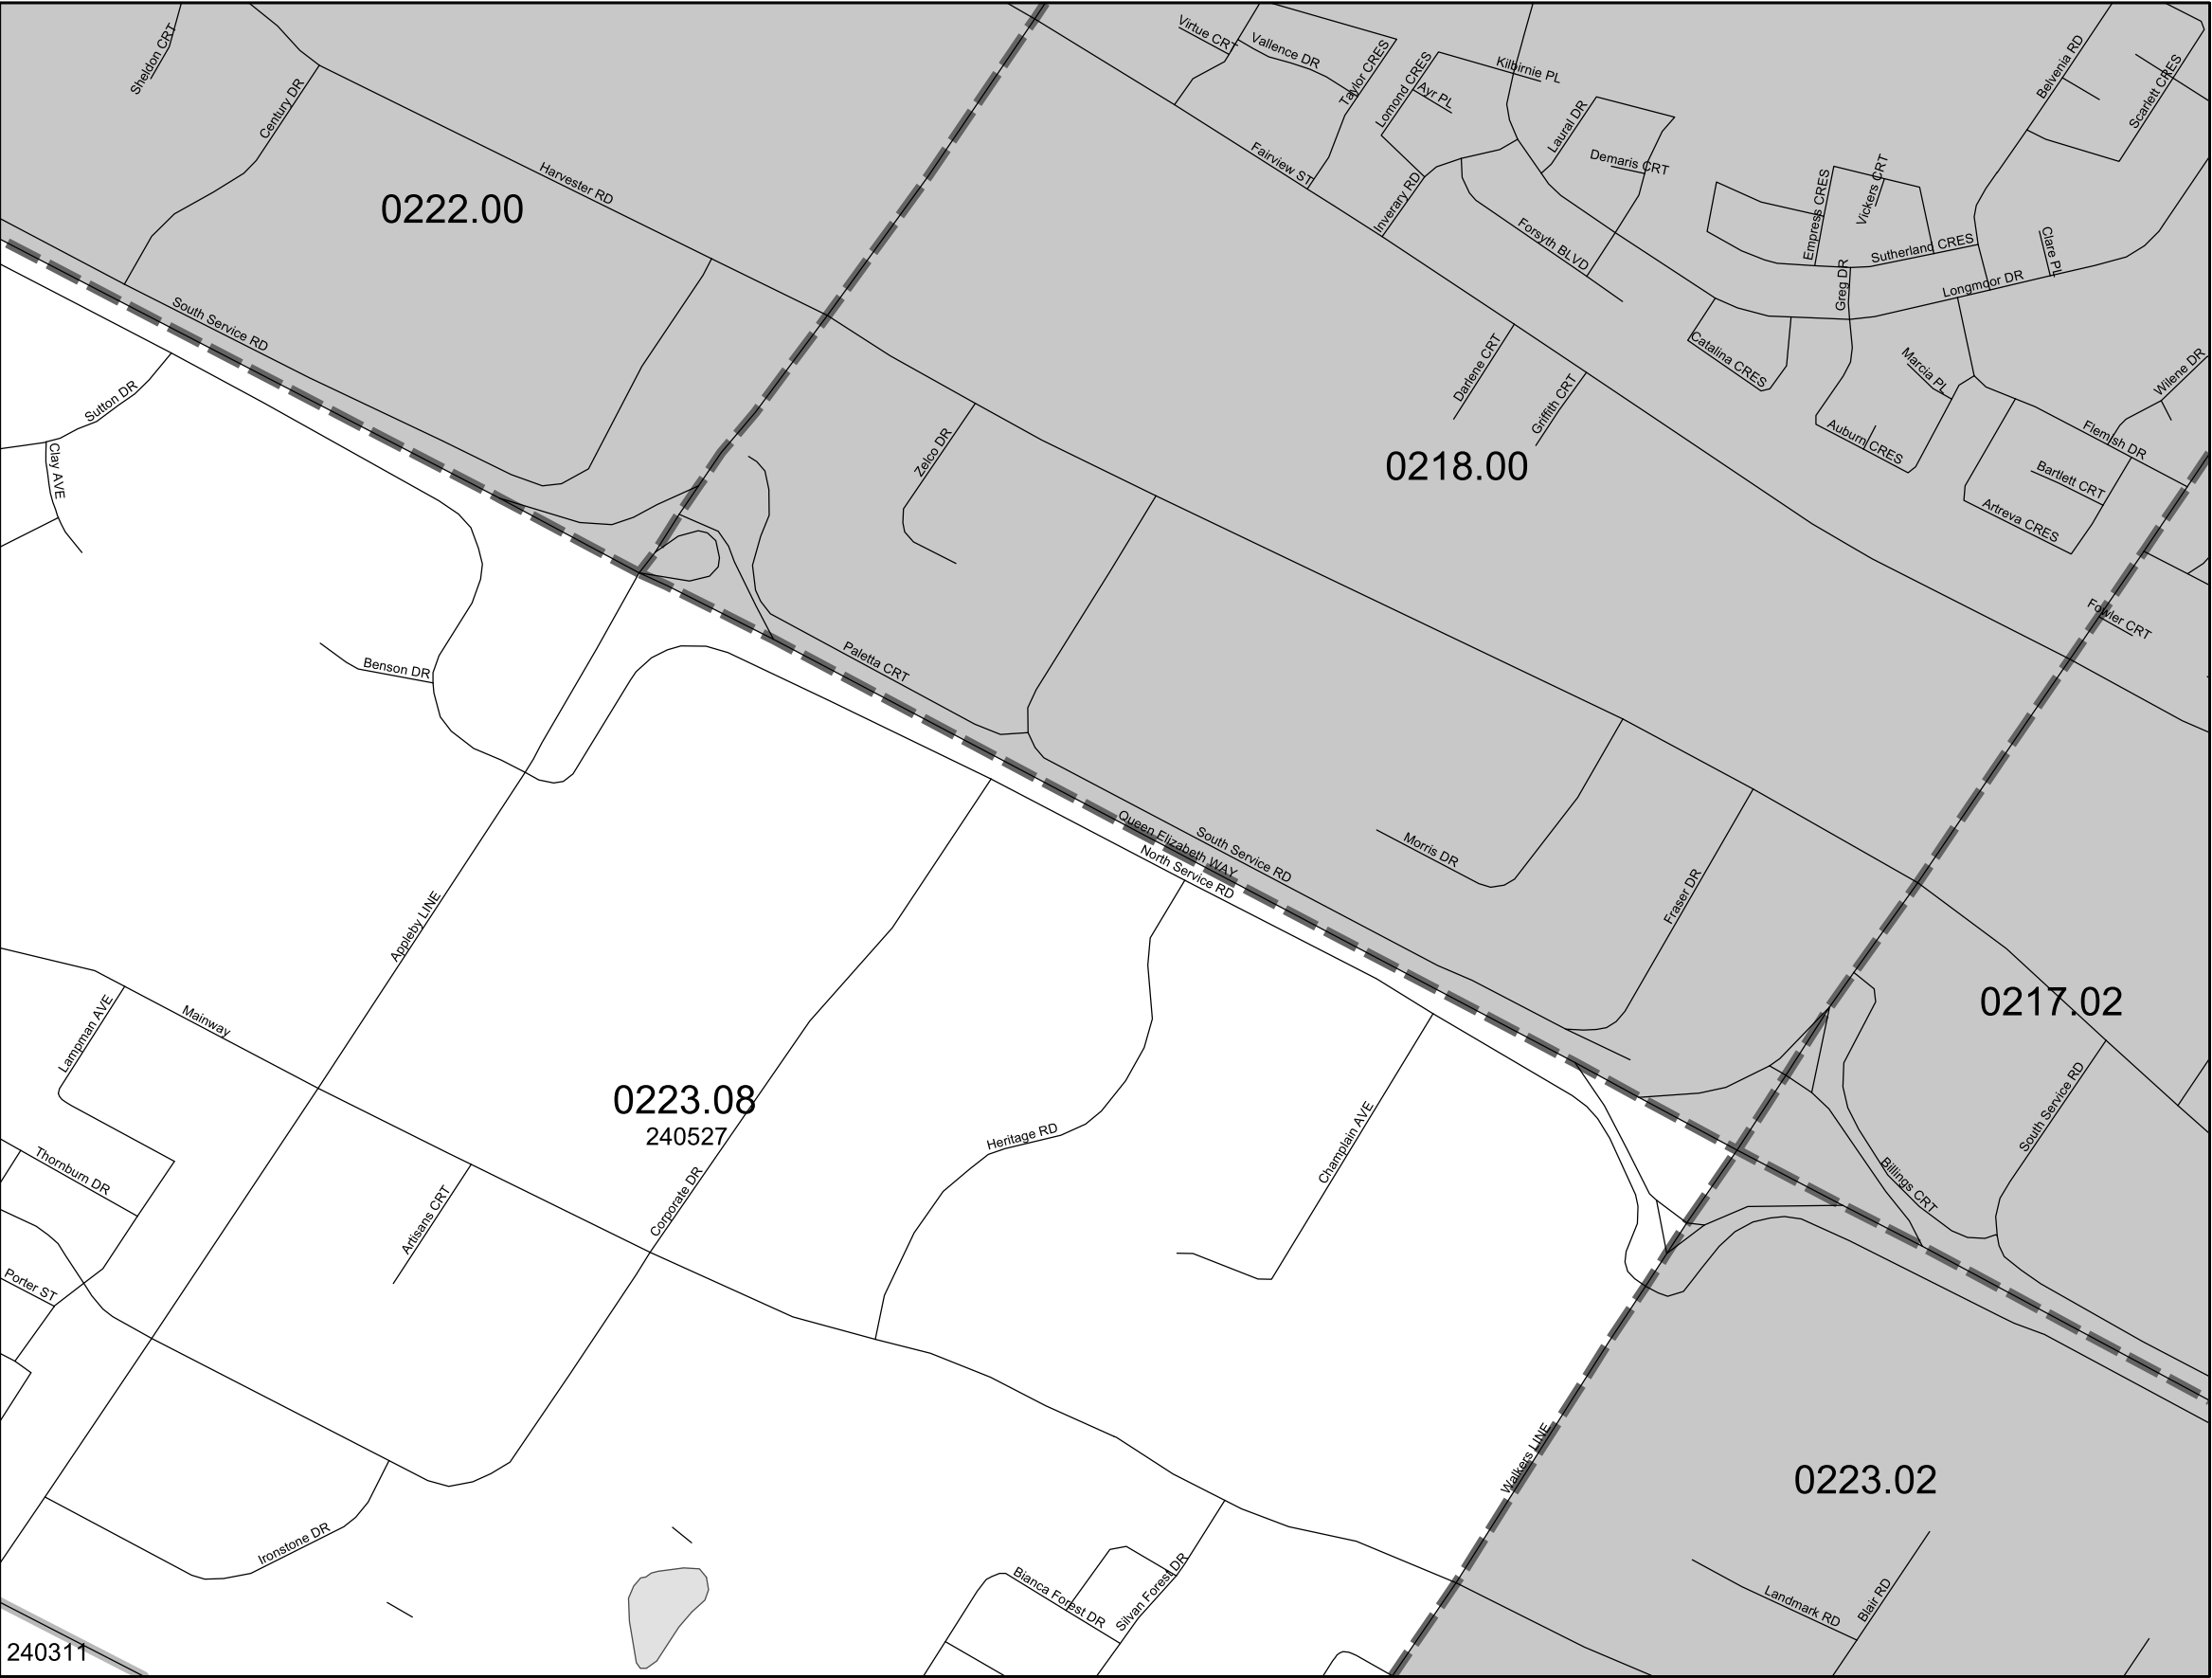 Sheldon CRT
Century DR
Harvester RD
0222.00
South Service RD
Virtue CRT
Vallence DR
Taylor CRES
Lomond CRES
Ayr PL
Kilbirnie PL
Laural DR
Demaris CRT
Belvenia RD
Scarlett CRES
Fairview ST
Inverary RD
Forsyth BLVD
Empress CRES
Vickers CRT
Sutherland CRES
Clare PL
Greg DR
Longmoor DR
Catalina CRES
Darlene CRT
Griffith CRT
Marcia PL
Wilene DR
Auburn CRES
Flemish DR
Bartlett CRT
Artreva CRES
0218.00
Sutton DR
Clay AVE
Zelco DR
Fowler CRT
Benson DR
Paletta CRT
Queen Elizabeth WAY
South Service RD
North Service RD
Morris DR
Fraser DR
Appleby LINE
0217.02
Lampman AVE
Mainway
0223.08
240527
Heritage RD
Champlain AVE
South Service RD
Billings CRT
Thornburn DR
Artisans CRT
Corporate DR
Porter ST
Walkers LINE
0223.02
Ironstone DR
Bianca Forest DR
Silvan Forest DR
Landmark RD
Blair RD
240311